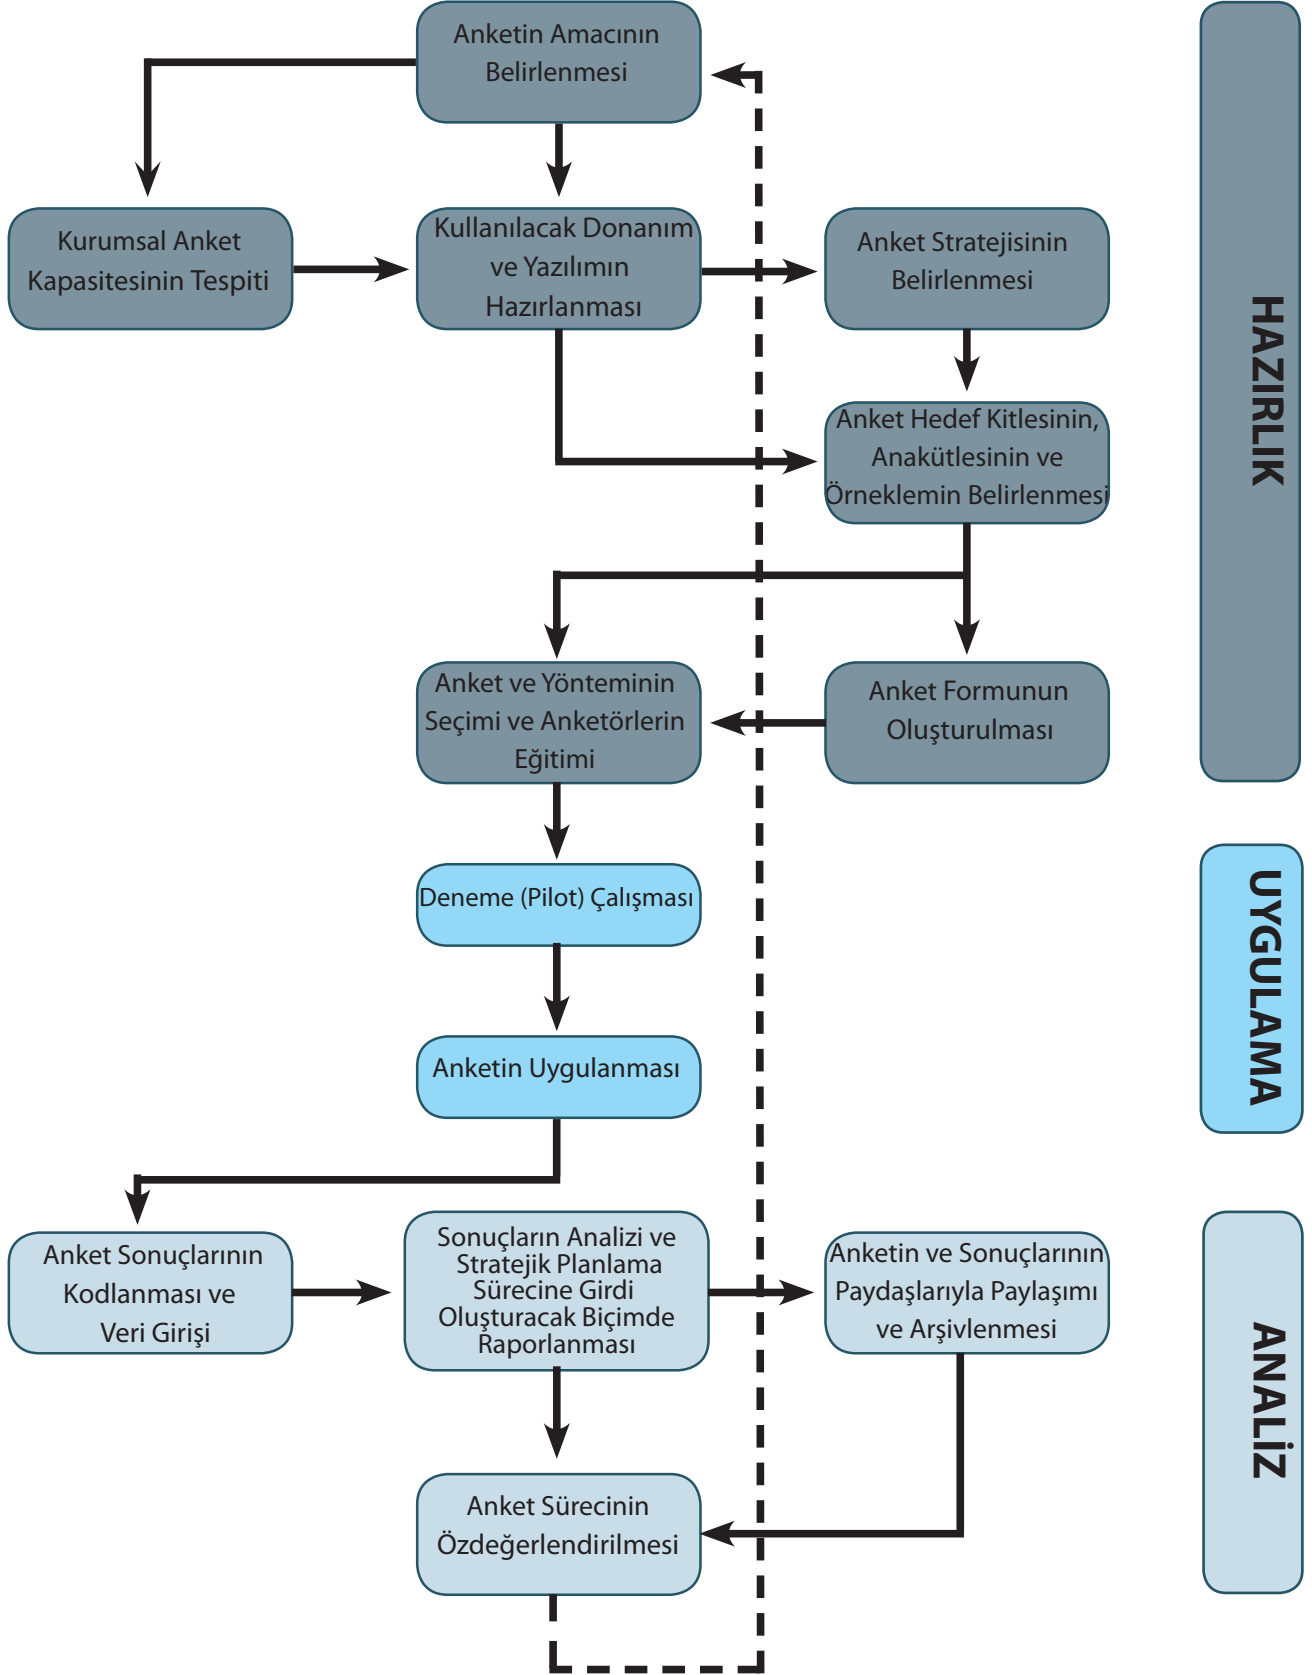 Anketin Amacının
Belirlenmesi
Kurumsal Anket
Kapasitesinin Tespiti
Kullanılacak Donanım
ve Yazılımın
Hazırlanması
Anket Stratejisinin
Belirlenmesi
Anket Hedef Kitlesinin,
Anakütlesinin ve
Örneklemin Belirlenmesi
Anket ve Yönteminin
Seçimi ve Anketörlerin
Eğitimi
Anket Formunun
Oluşturulması
HAZIRLIK
Deneme (Pilot) Çalışması
Anketin Uygulanması
UYGULAMA
Anket Sonuçlarının
Kodlanması ve
Veri Girişi
Sonuçların Analizi ve
Stratejik Planlama
Sürecine Girdi
Oluşturacak Biçimde
Raporlanması
Anketin ve Sonuçlarının
Paydaşlarıyla Paylaşımı
ve Arşivlenmesi
Anket Sürecinin
Özdeğerlendirilmesi
ANALİZ